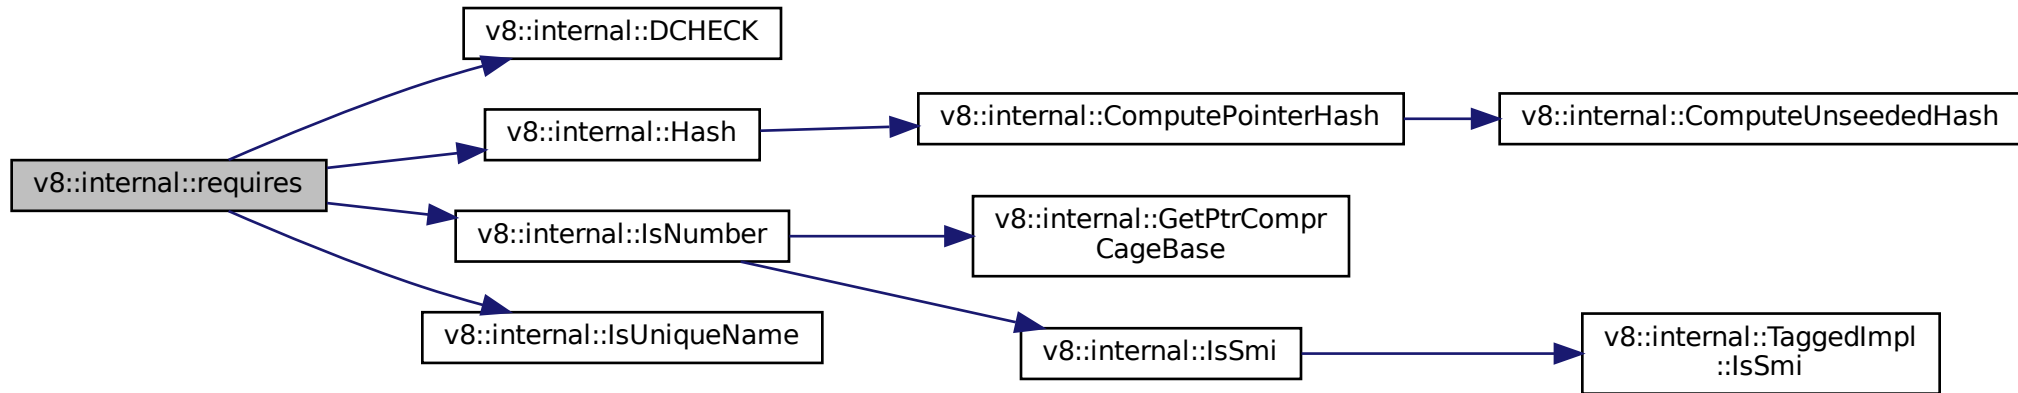 v8::internal::requires
v8::internal::DCHECK
v8::internal::Hash
v8::internal::ComputePointerHash
v8::internal::ComputeUnseededHash
v8::internal::IsNumber
v8::internal::GetPtrCompr
CageBase
v8::internal::IsSmi
v8::internal::TaggedImpl
::IsSmi
v8::internal::IsUniqueName